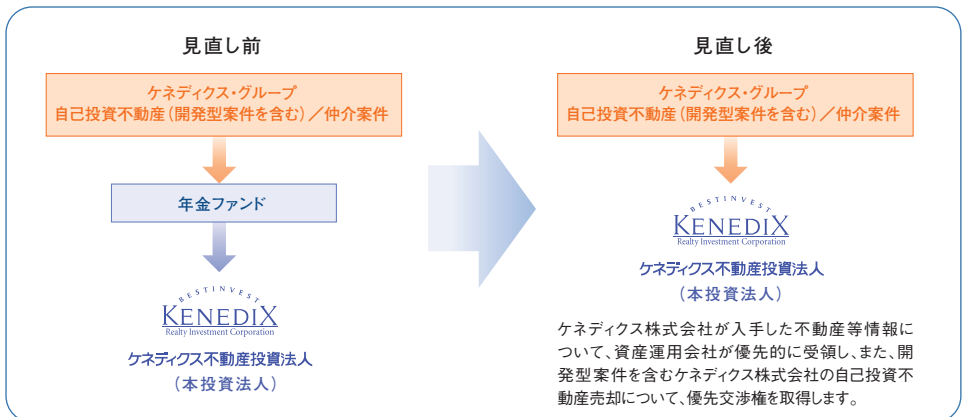 見直し前
ケネディクス・グループ
自己投資不動産(開発型案件を含む)/仲介案件
年金ファンド
BESTINVEST
KENEDIX
Realty Investment Corporation
ケネディクス不動産投資法人
(本投資法人)
見直し後
ケネディクス・グループ
自己投資不動産(開発型案件を含む)/仲介案件
BESTINVEST
KENEDIX
Realty Investment Corporation
ケネディクス不動産投資法人
(本投資法人)
ケネディクス株式会社が入手した不動産等情報に
ついて、資産運用会社が優先的に受領し、また、開
発型案件を含むケネディクス株式会社の自己投資不
動産売却について、優先交渉権を取得します。